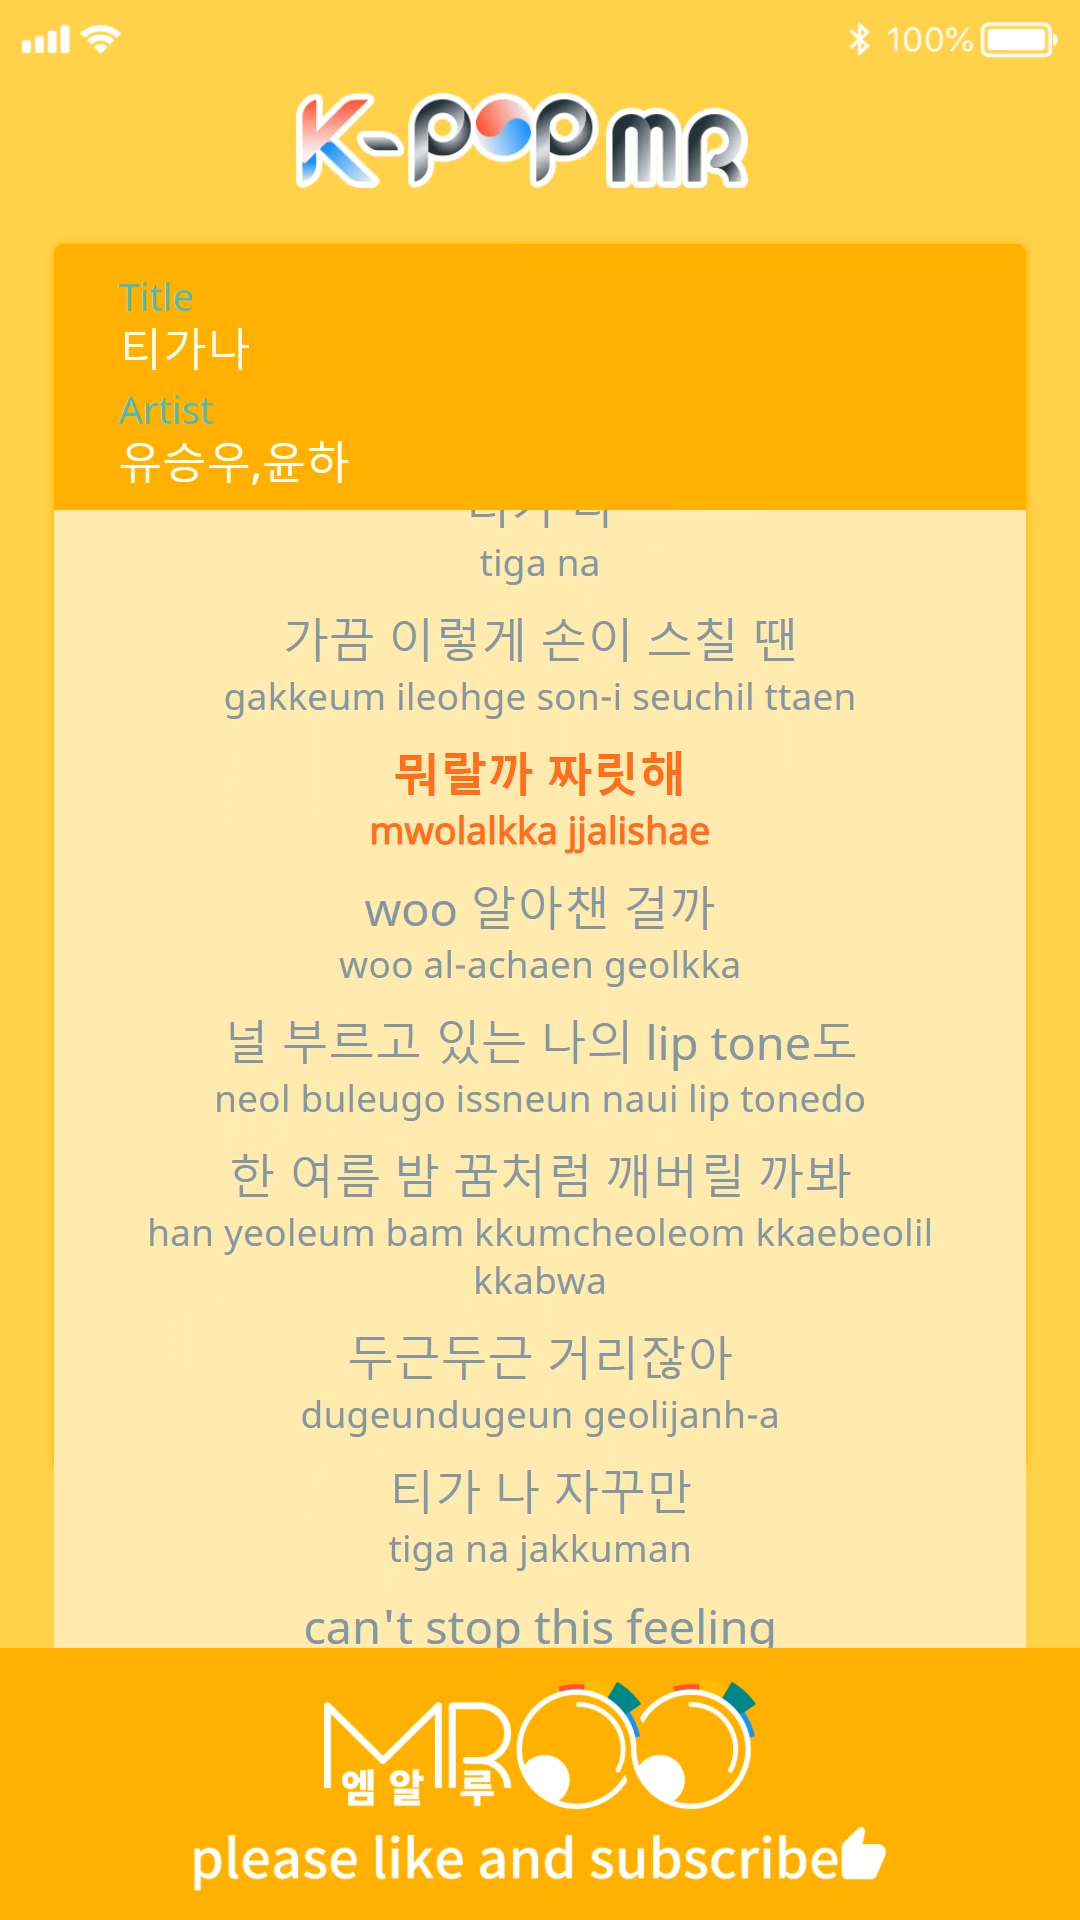 100%
K-POP MR
Title
티가나
Artist
유승우,윤하
티가 나
tiga na
가끔 이렇게 손이 스칠 땐
gakkeum ileohge son-i seuchil ttaen
뭐랄까 짜릿해
mwolalkka jjalishae
woo 알아챈 걸까
woo al-achaen geolkka
널 부르고 있는 나의 lip tone도
neol buleugo issneun naui lip tonedo
한 여름 밤 꿈처럼 깨버릴 까봐
han yeoleum bam kkumcheoleom kkaebeolil
kkabwa
두근두근 거리잖아
dugeundugeun geolijanh-a
티가 나 자꾸만
tiga na jakkuman
can't stop this feeling
MROO
엠알루
please like and subscribe